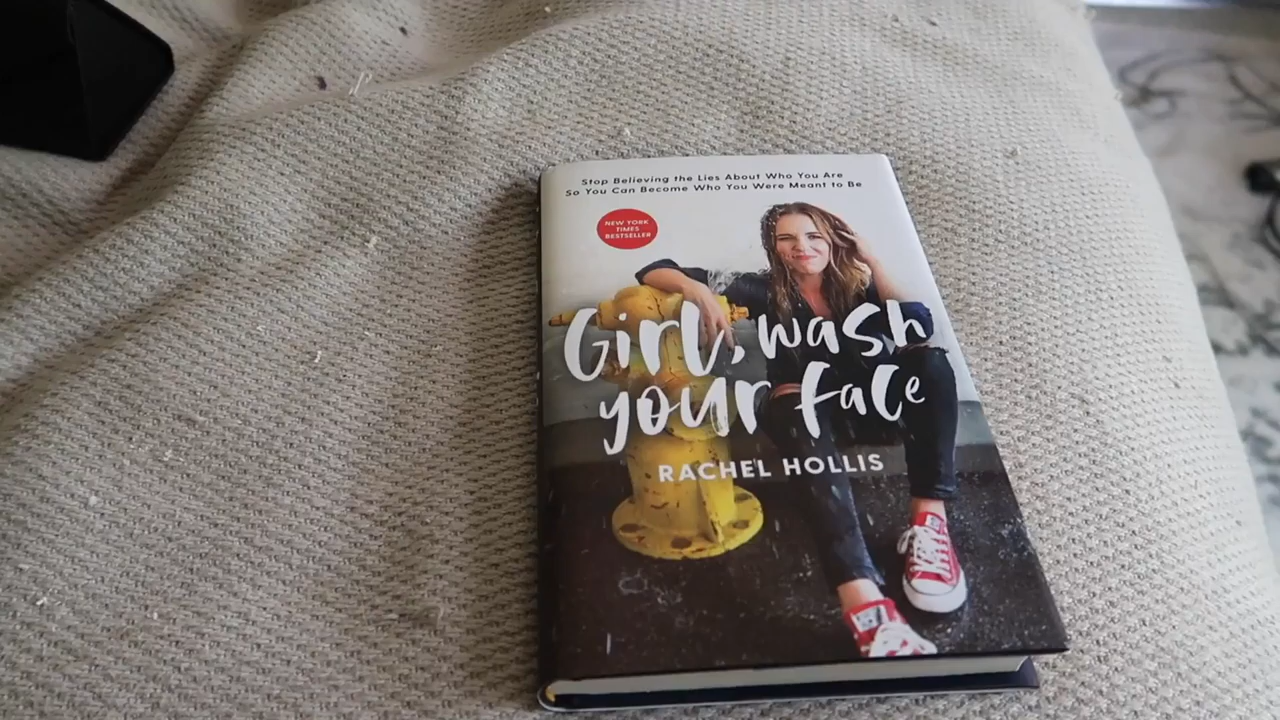 Stop Believing the Lies About Who You Are
So You Can Become Who You Were Meant to Be
NEW YORK
TIMES
BESTSELLER
Girl, wash
your face
RACHEL HOLLIS